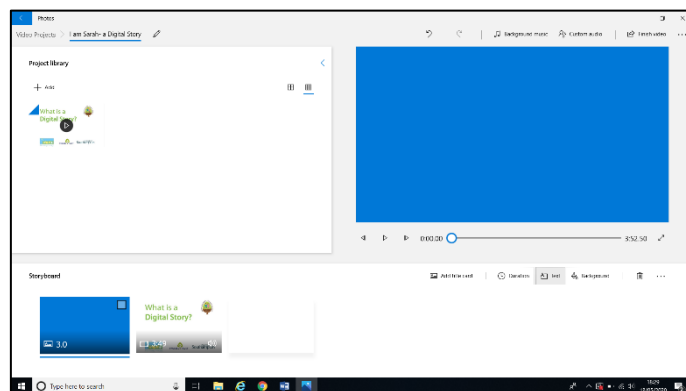 Photos
Video Projects > I am Sarah- a Digital Story
Background music
Custom audio
Finish video
Project library
+ Add
What is a
Digital Story?
0:00.00
3:52.50
Storyboard
Add title card
Duration
Text
Background
3.0
What is a
Digital Story?
3:49
Type here to search